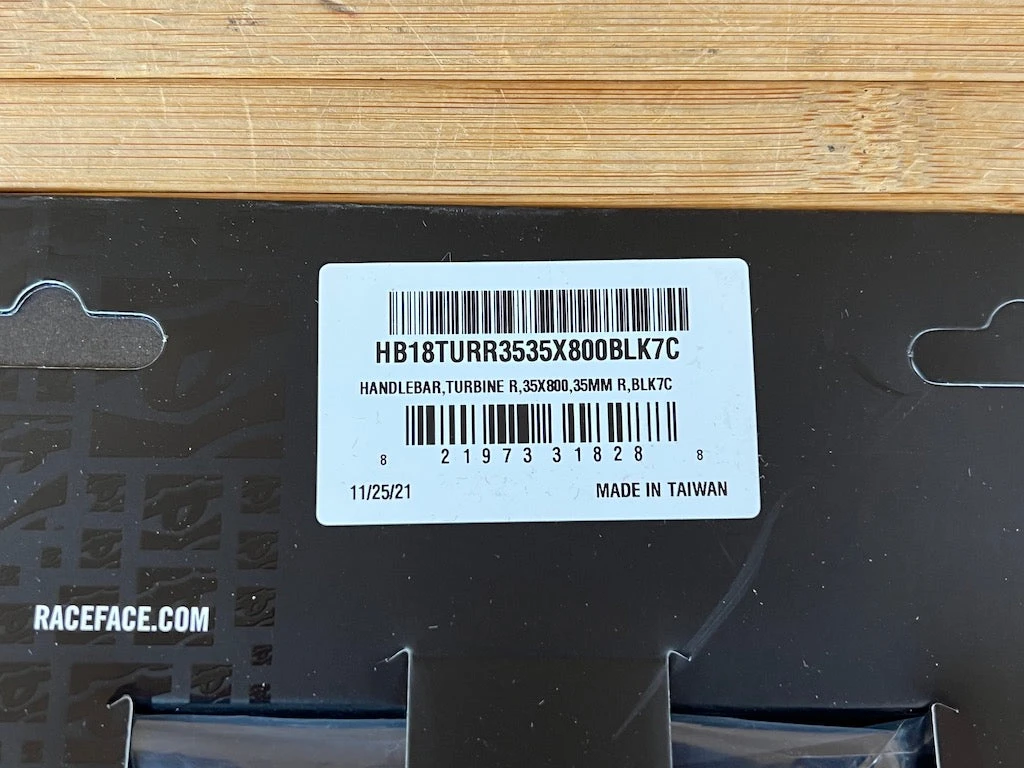 HB18TURR3535X800BLK7C
HANDLEBAR,TURBINE R,35X800,35MM R,BLK7C
8 21973 31828 8
11/25/21 MADE IN TAIWAN
RACEFACE.COM